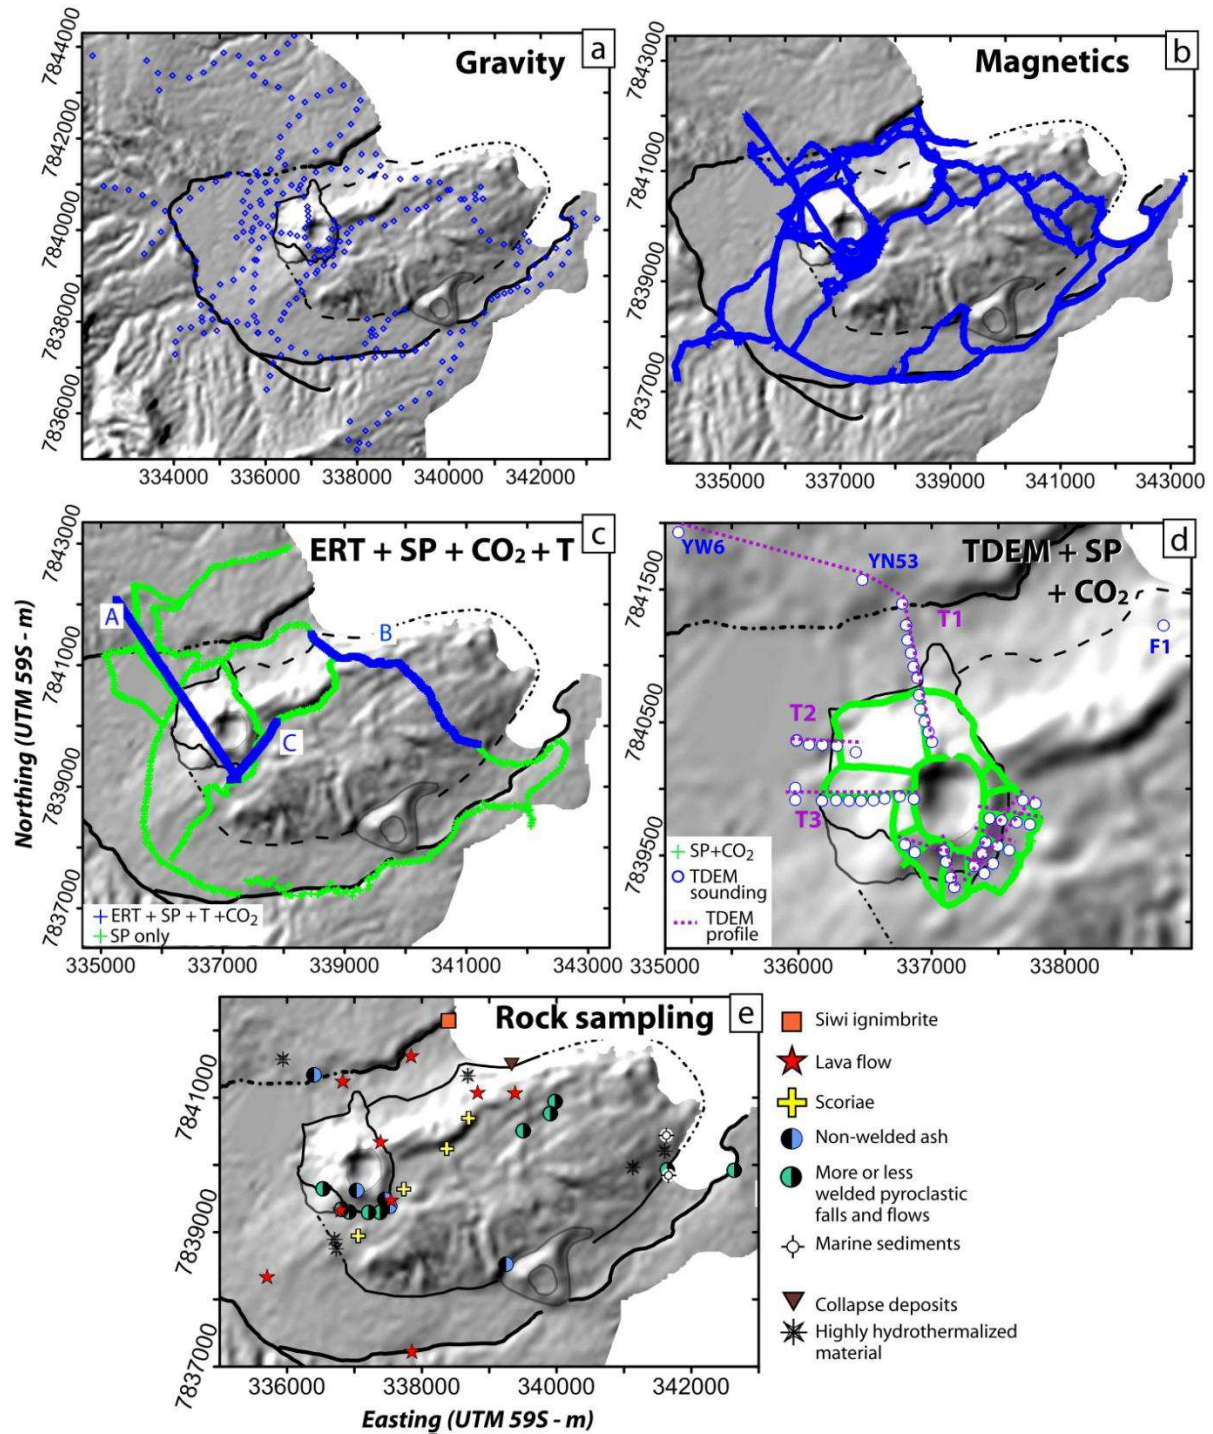 Gravity
a
7844000
7842000
7840000
7838000
7836000
334000
336000
338000
340000
342000
Magnetics
b
7843000
7841000
7839000
7837000
335000
337000
339000
341000
343000
ERT + SP + CO₂ + T
c
7843000
7841000
7839000
7837000
A
B
C
+ ERT + SP + T +CO₂
+ SP only
335000
337000
339000
341000
343000
Northing (UTM 59S - m)
TDEM + SP
+ CO₂
d
7841500
7840500
7839500
YW6
YN53
T1
F1
T2
T3
+ SP+CO₂
TDEM
sounding
TDEM
profile
335000
336000
337000
338000
Rock sampling
e
7841000
7839000
7837000
336000
338000
340000
342000
Easting (UTM 59S - m)
Siwi ignimbrite
Lava flow
Scoriae
Non-welded ash
More or less
welded pyroclastic
falls and flows
Marine sediments
Collapse deposits
Highly hydrothermalized
material